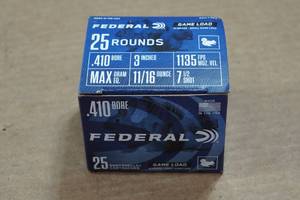 FEDERAL
GAME LOAD
25 ROUNDS
.410 BORE 3 INCHES 1135 FPS MUZ. VEL.
MAX DRAM EQ. 11/16 OUNCE 7 1/2 SHOT
.410 BORE
FEDERAL
25 GAME LOAD